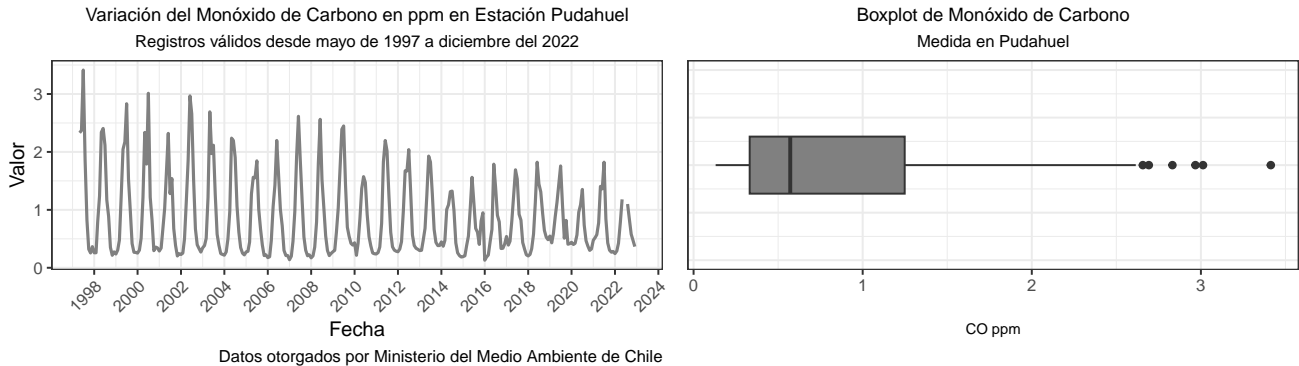 Variación del Monóxido de Carbono en ppm en Estación Pudahuel
Registros válidos desde mayo de 1997 a diciembre del 2022
Valor
3
2
1
0
1998
2000
2002
2004
2006
2008
2010
2012
2014
2016
2018
2020
2022
2024
Fecha
Datos otorgados por Ministerio del Medio Ambiente de Chile
Boxplot de Monóxido de Carbono
Medida en Pudahuel
0
1
2
3
CO ppm